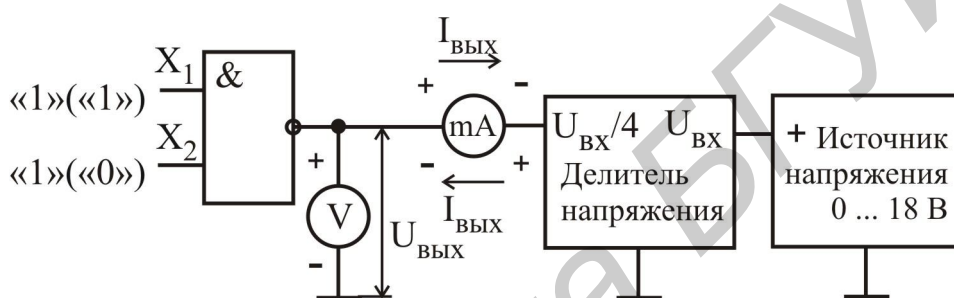 X₁
&
«1»(«1»)
X₂
«1»(«0»)
+
V
-
Uвых
Iвых
+ -
mA
- +
Iвых
Uвх/4 Uвх
Делитель
напряжения
+ Источник
напряжения
0 ... 18 В
а БГУИ